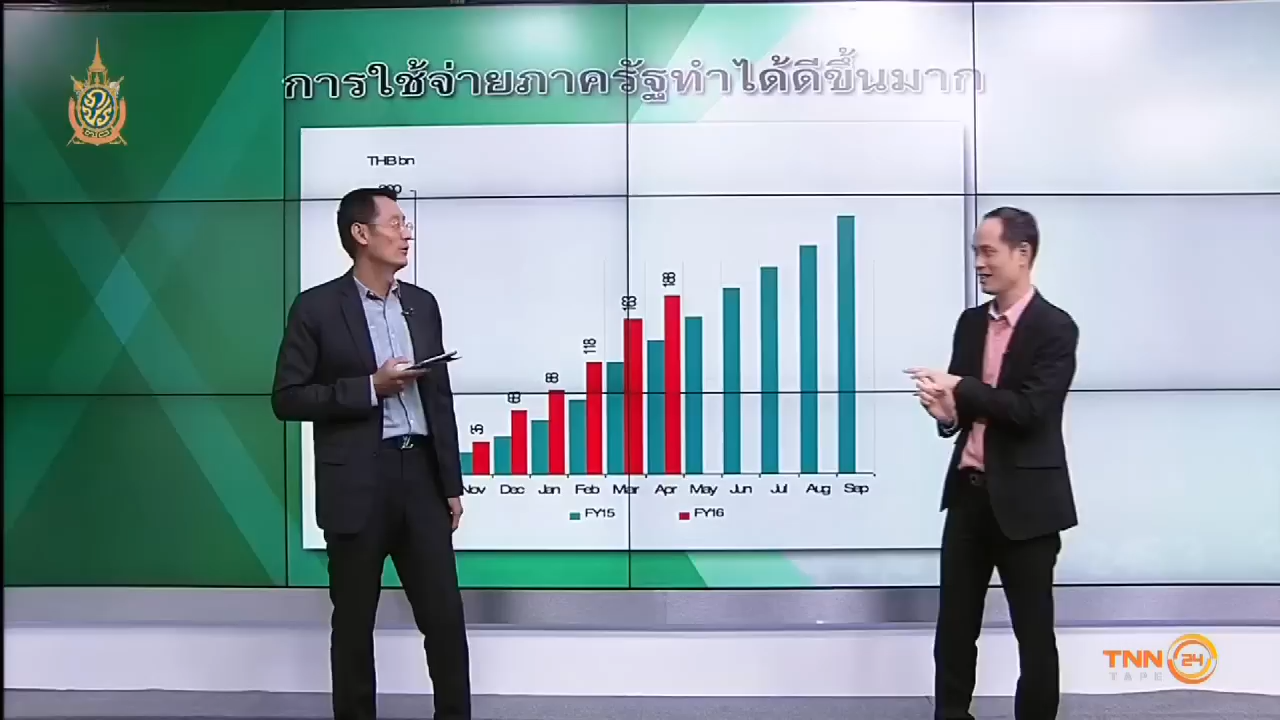 การใช้จ่ายภาครัฐทำได้ดีขึ้นมาก
THB bn
118
Nov Dec Jan Feb Mar Apr May Jun Jul Aug Sep
FY15 FY16
TNN 24
TAPE